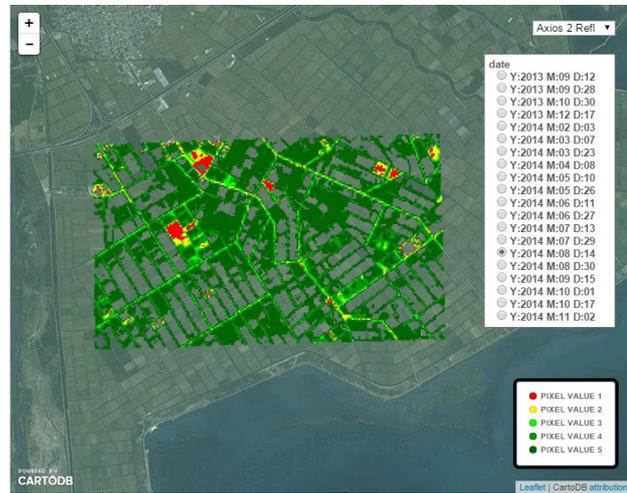 +
Axios 2 Refl ▼
−
date
Y:2013 M:09 D:12
Y:2013 M:09 D:28
Y:2013 M:10 D:30
Y:2013 M:12 D:17
Y:2014 M:02 D:03
Y:2014 M:03 D:07
Y:2014 M:03 D:23
Y:2014 M:04 D:08
Y:2014 M:05 D:10
Y:2014 M:05 D:26
Y:2014 M:06 D:11
Y:2014 M:06 D:27
Y:2014 M:07 D:13
Y:2014 M:07 D:29
Y:2014 M:08 D:14
Y:2014 M:08 D:30
Y:2014 M:09 D:15
Y:2014 M:10 D:01
Y:2014 M:10 D:17
Y:2014 M:11 D:02
PIXEL VALUE 1
PIXEL VALUE 2
PIXEL VALUE 3
PIXEL VALUE 4
PIXEL VALUE 5
POWERED BY
CARTODB
Leaflet | CartoDB attribution